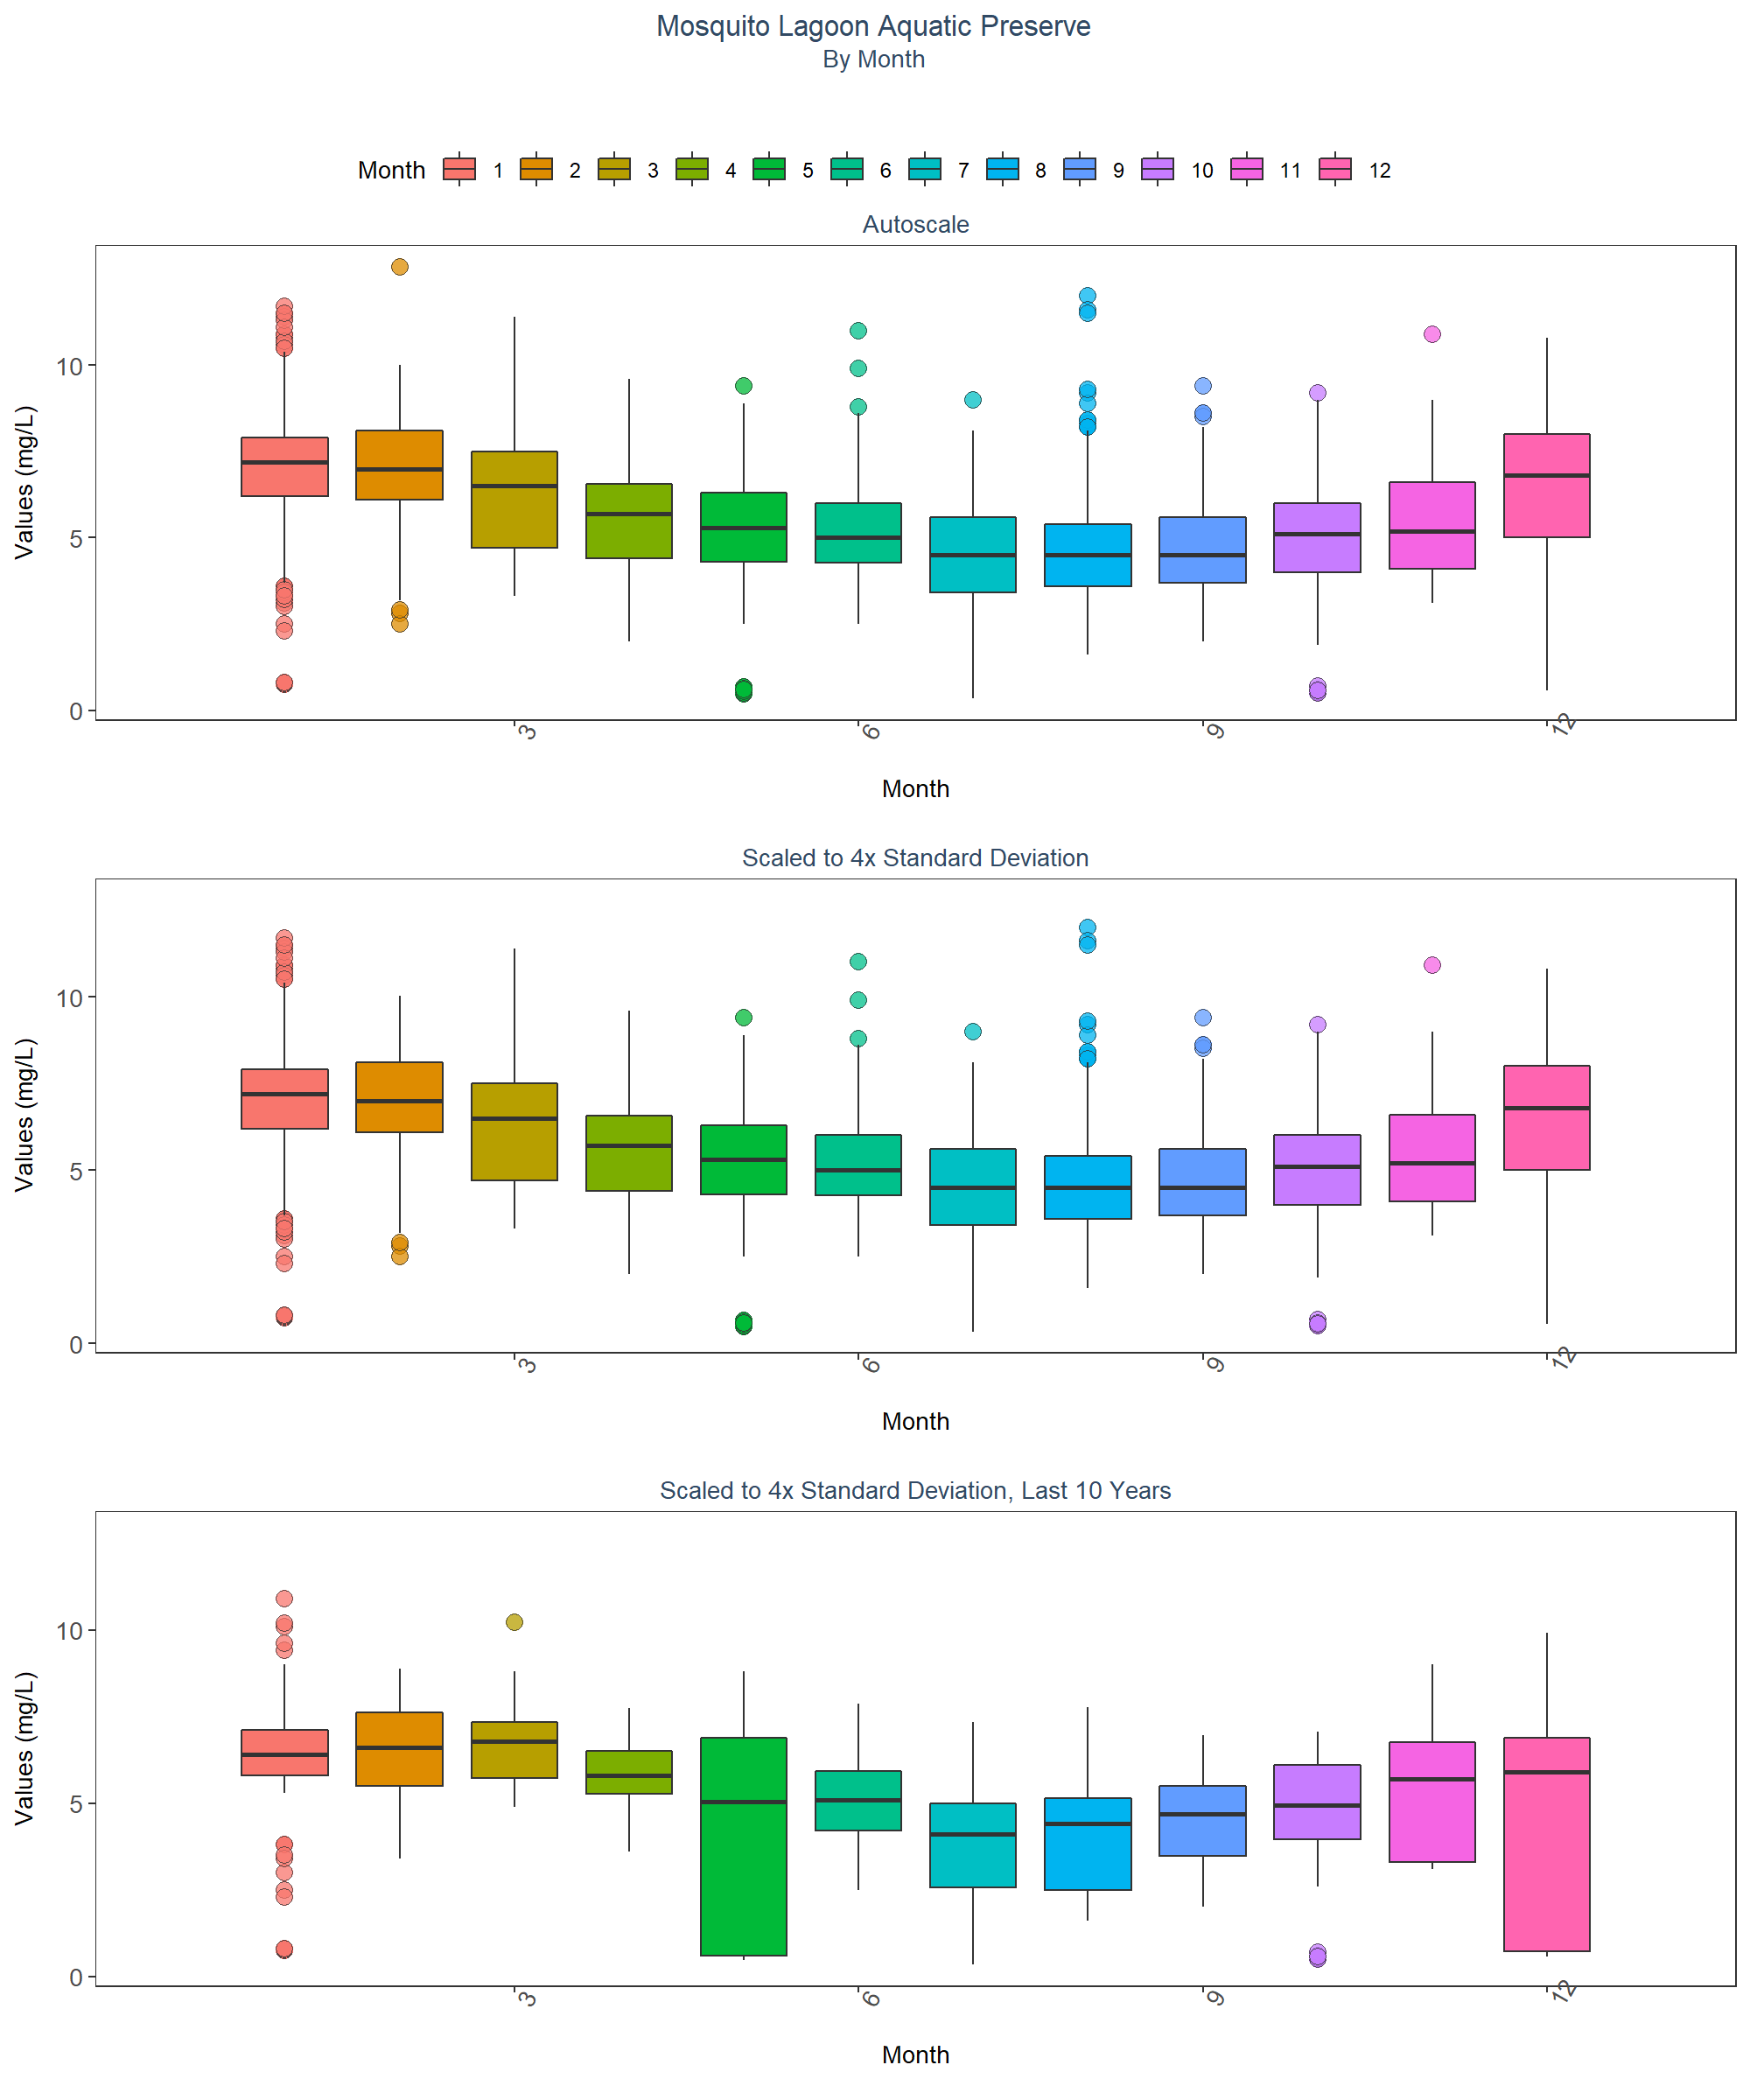 Mosquito Lagoon Aquatic Preserve
By Month
Month 1 2 3 4 5 6 7 8 9 10 11 12
Autoscale
Values (mg/L)
10
5
0
3 6 9 12
Month
Scaled to 4x Standard Deviation
Values (mg/L)
10
5
0
3 6 9 12
Month
Scaled to 4x Standard Deviation, Last 10 Years
Values (mg/L)
10
5
0
3 6 9 12
Month